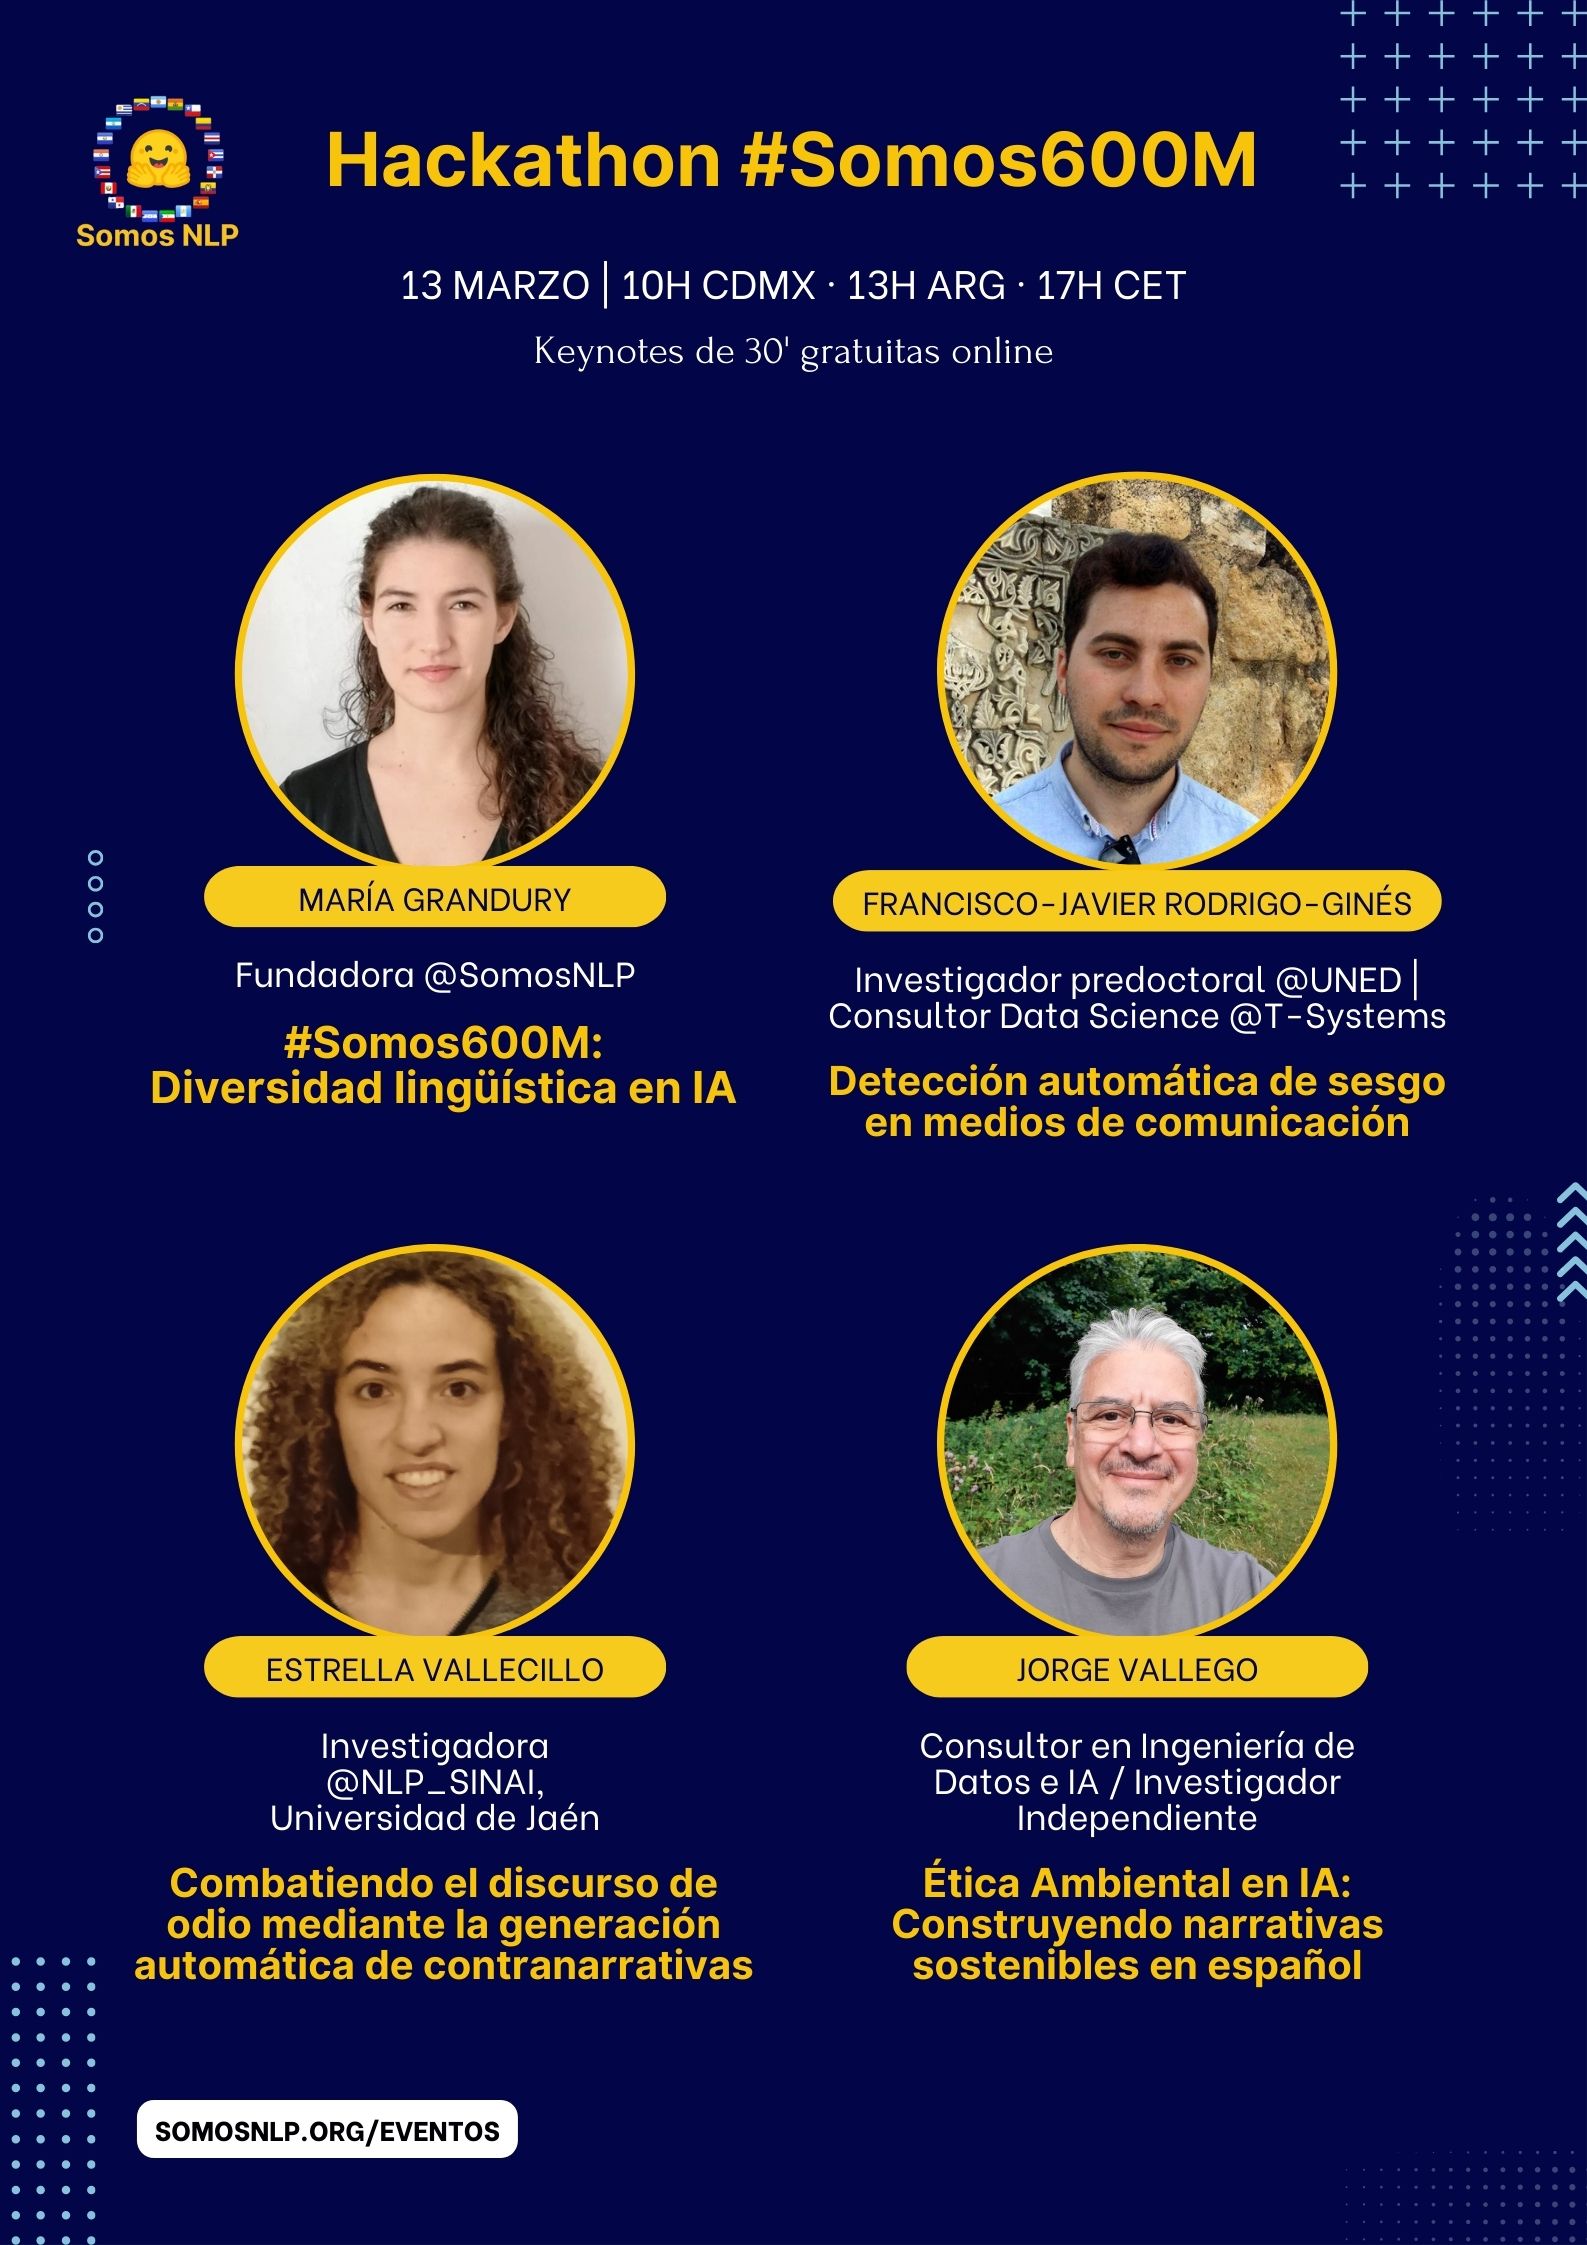 Somos NLP
Hackathon #Somos600M
13 MARZO | 10H CDMX · 13H ARG · 17H CET
Keynotes de 30' gratuitas online
MARÍA GRANDURY
Fundadora @SomosNLP
#Somos600M:
Diversidad lingüística en IA
FRANCISCO-JAVIER RODRIGO-GINÉS
Investigador predoctoral @UNED |
Consultor Data Science @T-Systems
Detección automática de sesgo
en medios de comunicación
ESTRELLA VALLECILLO
Investigadora
@NLP_SINAI,
Universidad de Jaén
Combatiendo el discurso de
odio mediante la generación
automática de contranarrativas
JORGE VALLEGO
Consultor en Ingeniería de
Datos e IA / Investigador
Independiente
Ética Ambiental en IA:
Construyendo narrativas
sostenibles en español
SOMOSNLP.ORG/EVENTOS